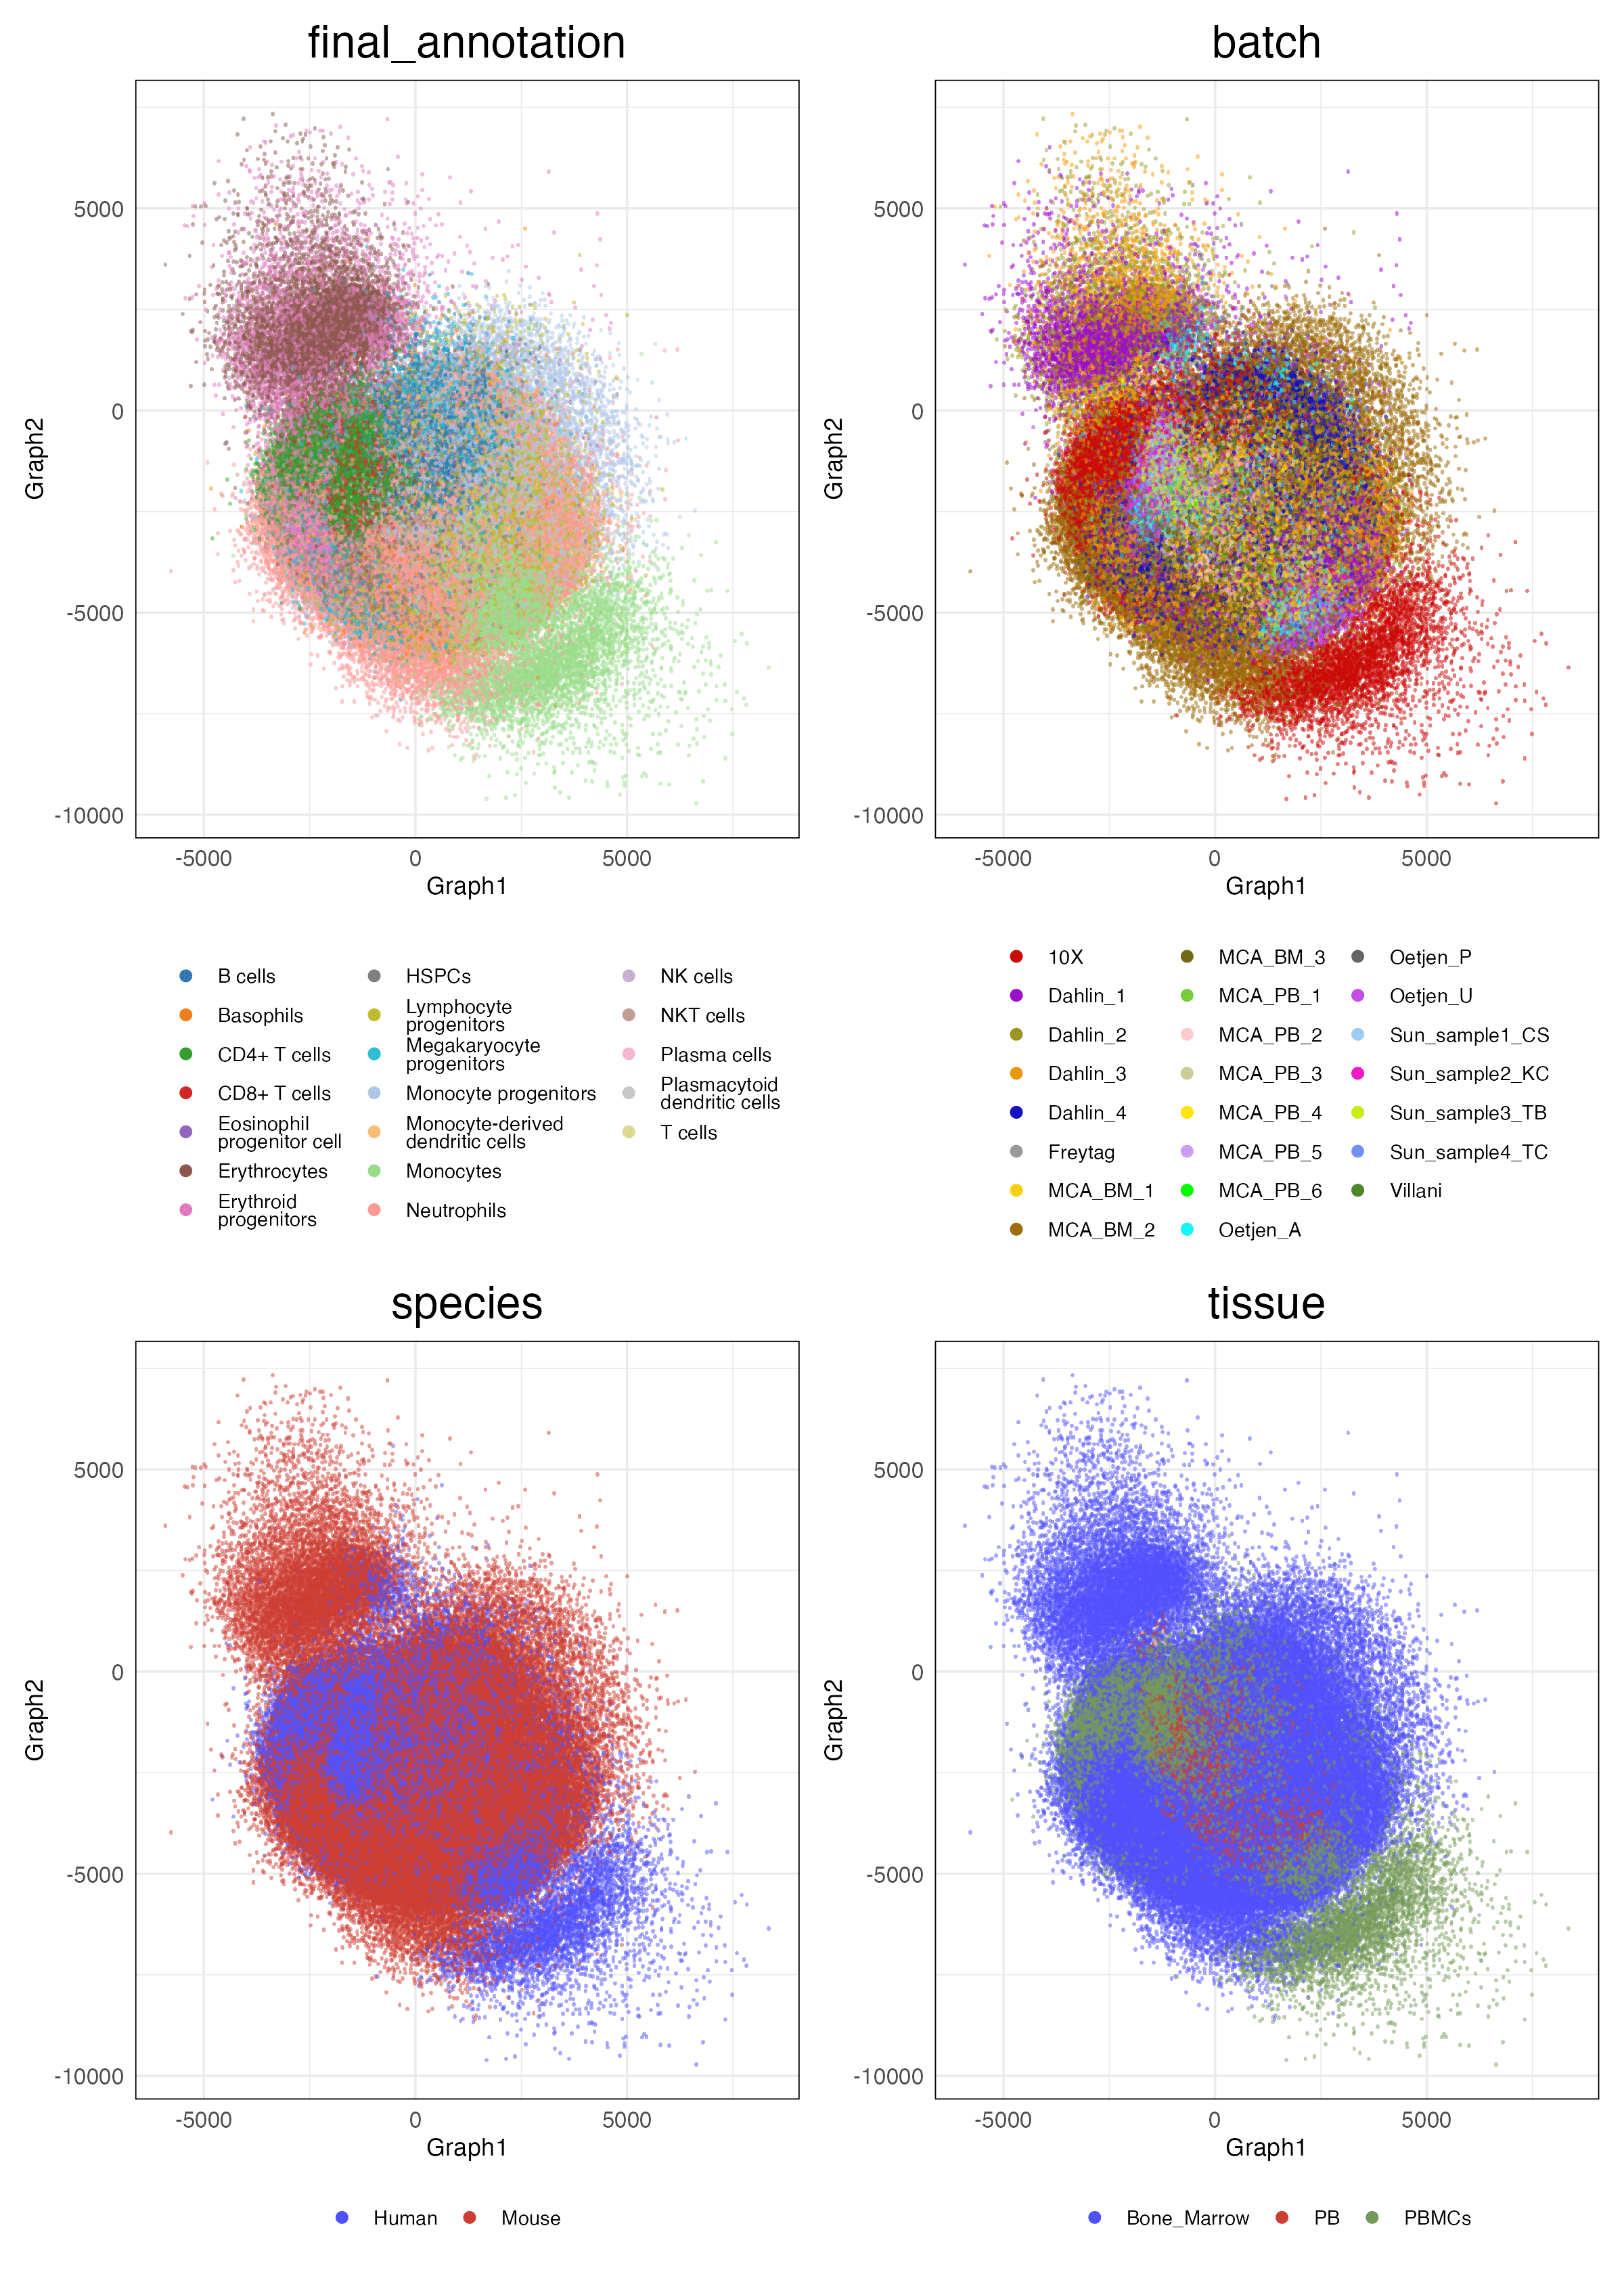 final_annotation
batch
5000
0
-5000
-10000
Graph2
-5000
0
5000
Graph1
5000
0
-5000
-10000
Graph2
-5000
0
5000
Graph1
B cells
Basophils
CD4+ T cells
CD8+ T cells
Eosinophil
progenitor cell
Erythrocytes
Erythroid
progenitors
HSPCs
Lymphocyte
progenitors
Megakaryocyte
progenitors
Monocyte progenitors
Monocyte-derived
dendritic cells
Monocytes
Neutrophils
NK cells
NKT cells
Plasma cells
Plasmacytoid
dendritic cells
T cells
10X
Dahlin_1
Dahlin_2
Dahlin_3
Dahlin_4
Freytag
MCA_BM_1
MCA_BM_2
MCA_BM_3
MCA_PB_1
MCA_PB_2
MCA_PB_3
MCA_PB_4
MCA_PB_5
MCA_PB_6
Oetjen_A
Oetjen_P
Oetjen_U
Sun_sample1_CS
Sun_sample2_KC
Sun_sample3_TB
Sun_sample4_TC
Villani
species
tissue
5000
0
-5000
-10000
Graph2
-5000
0
5000
Graph1
5000
0
-5000
-10000
Graph2
-5000
0
5000
Graph1
Human
Mouse
Bone_Marrow
PB
PBMCs